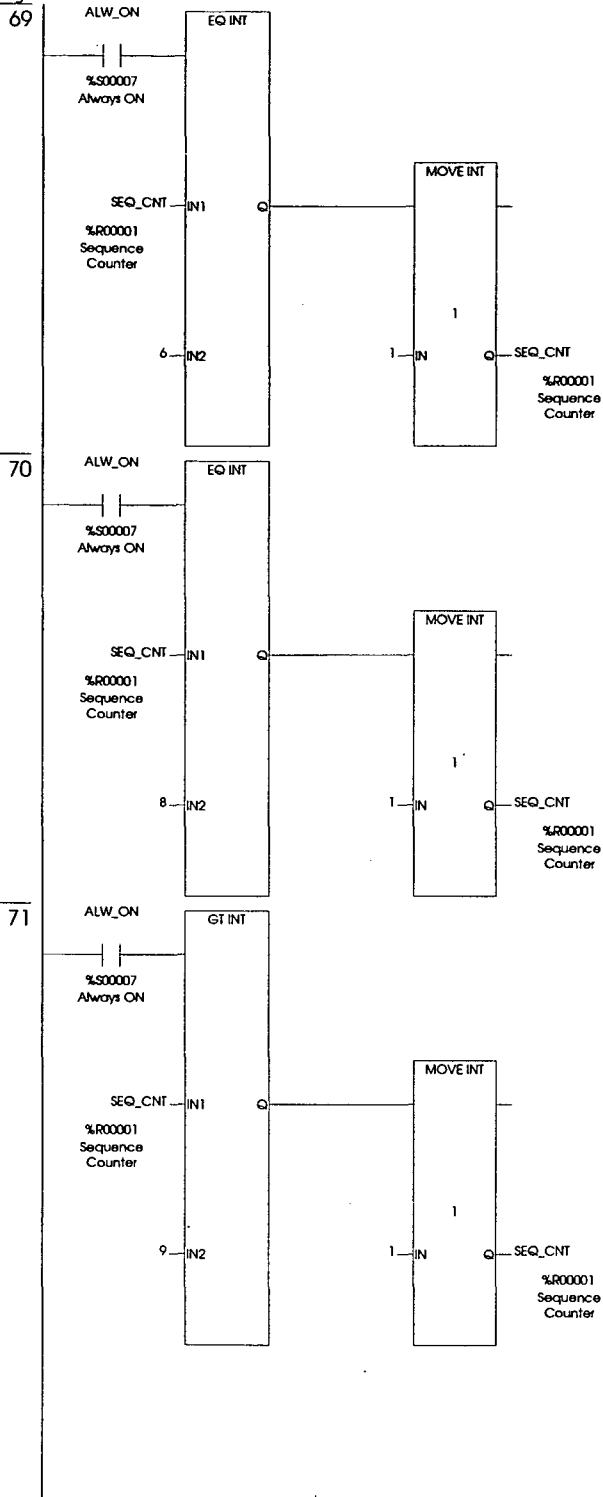 69
ALW_ON
EQ INT
%S00007
Always ON
MOVE INT
SEQ_CNT
IN1
Q
%R00001
Sequence
Counter
1
6
IN2
1
IN
Q
SEQ_CNT
%R00001
Sequence
Counter
70
ALW_ON
EQ INT
%S00007
Always ON
MOVE INT
SEQ_CNT
IN1
Q
%R00001
Sequence
Counter
1
8
IN2
1
IN
Q
SEQ_CNT
%R00001
Sequence
Counter
71
ALW_ON
GT INT
%S00007
Always ON
MOVE INT
SEQ_CNT
IN1
Q
%R00001
Sequence
Counter
1
9
IN2
1
IN
Q
SEQ_CNT
%R00001
Sequence
Counter